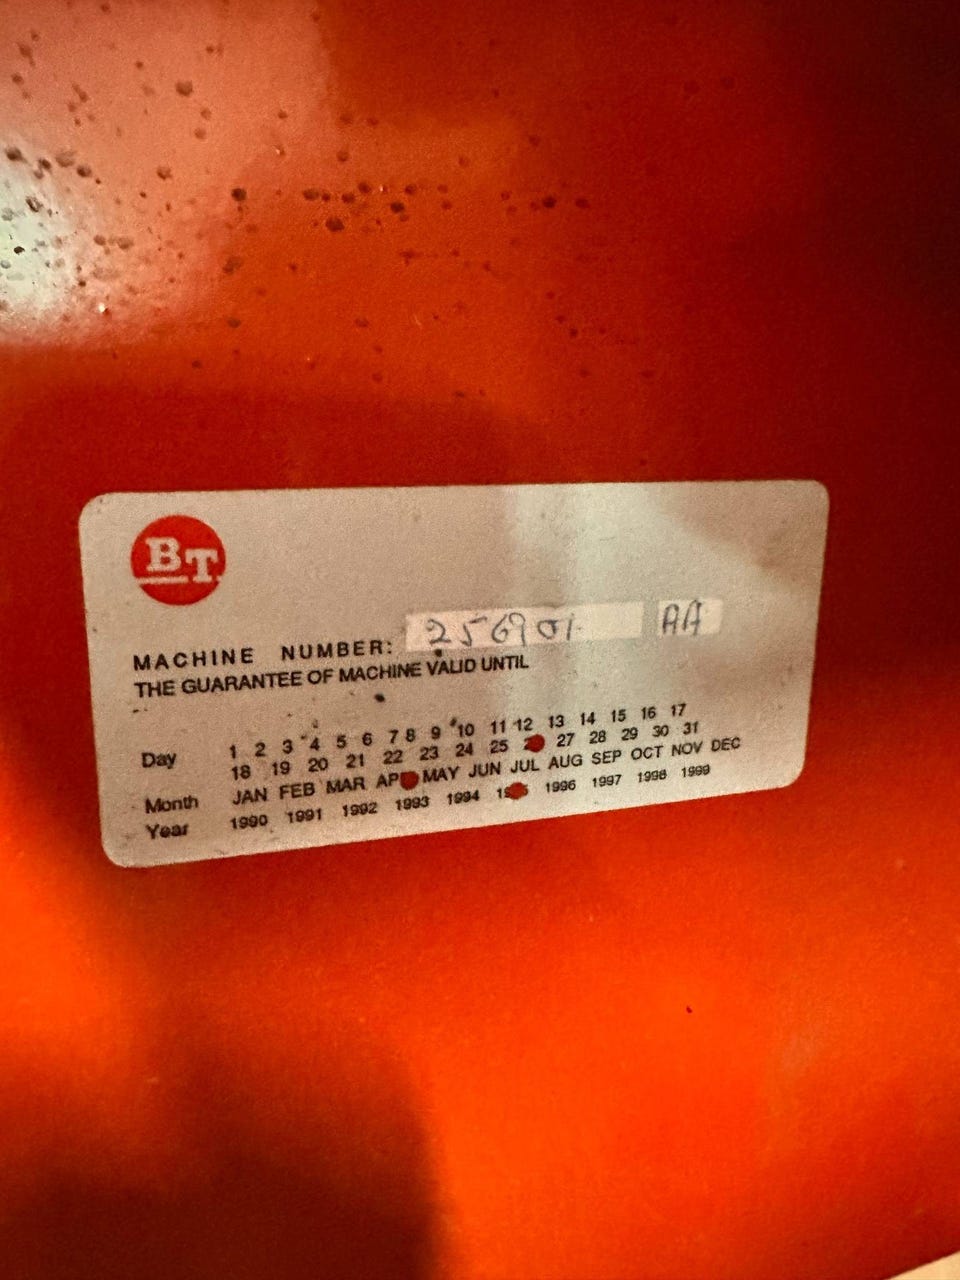 BT
MACHINE NUMBER: 256901 AA
THE GUARANTEE OF MACHINE VALID UNTIL
Day 1 2 3 4 5 6 7 8 9 10 11 12 13 14 15 16 17
18 19 20 21 22 23 24 25 27 28 29 30 31
Month JAN FEB MAR APR MAY JUN JUL AUG SEP OCT NOV DEC
Year 1990 1991 1992 1993 1994 1996 1997 1998 1999